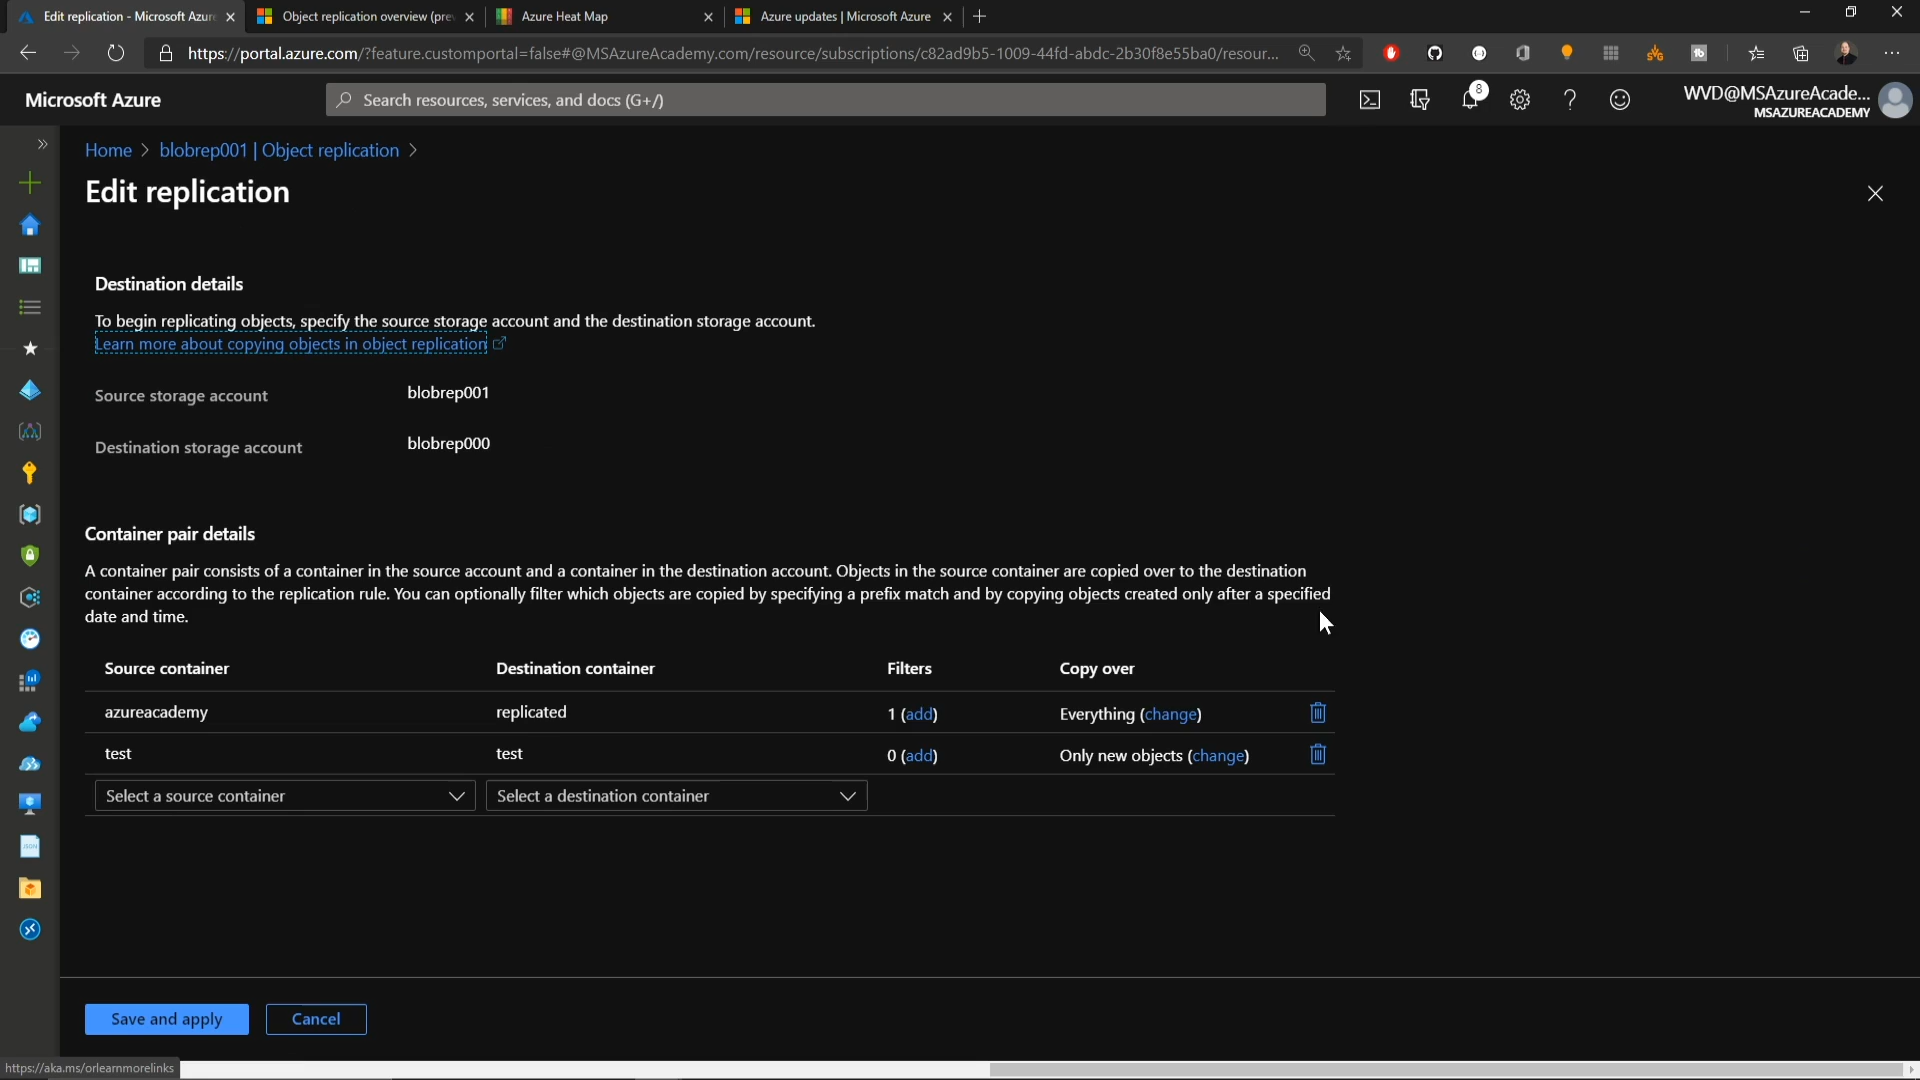 Edit replication - Microsoft Azur
Object replication overview (pre
Azure Heat Map
Azure updates | Microsoft Azure
https://portal.azure.com/?feature.customportal=false#@MSAzureAcademy.com/resource/subscriptions/c82ad9b5-1009-44fd-abdc-2b30f8e55ba0/resour...
Microsoft Azure
Search resources, services, and docs (G+/)
8
WVD@MSAzureAcade...
MSAZUREACADEMY
Home > blobrep001 | Object replication >
Edit replication
Destination details
To begin replicating objects, specify the source storage account and the destination storage account.
Learn more about copying objects in object replication
Source storage account blobrep001
Destination storage account blobrep000
Container pair details
A container pair consists of a container in the source account and a container in the destination account. Objects in the source container are copied over to the destination
container according to the replication rule. You can optionally filter which objects are copied by specifying a prefix match and by copying objects created only after a specified
date and time.
Source container Destination container Filters Copy over
azureacademy replicated 1 (add) Everything (change)
test test 0 (add) Only new objects (change)
Select a source container Select a destination container
Save and apply Cancel
https://aka.ms/orlearnmorelinks